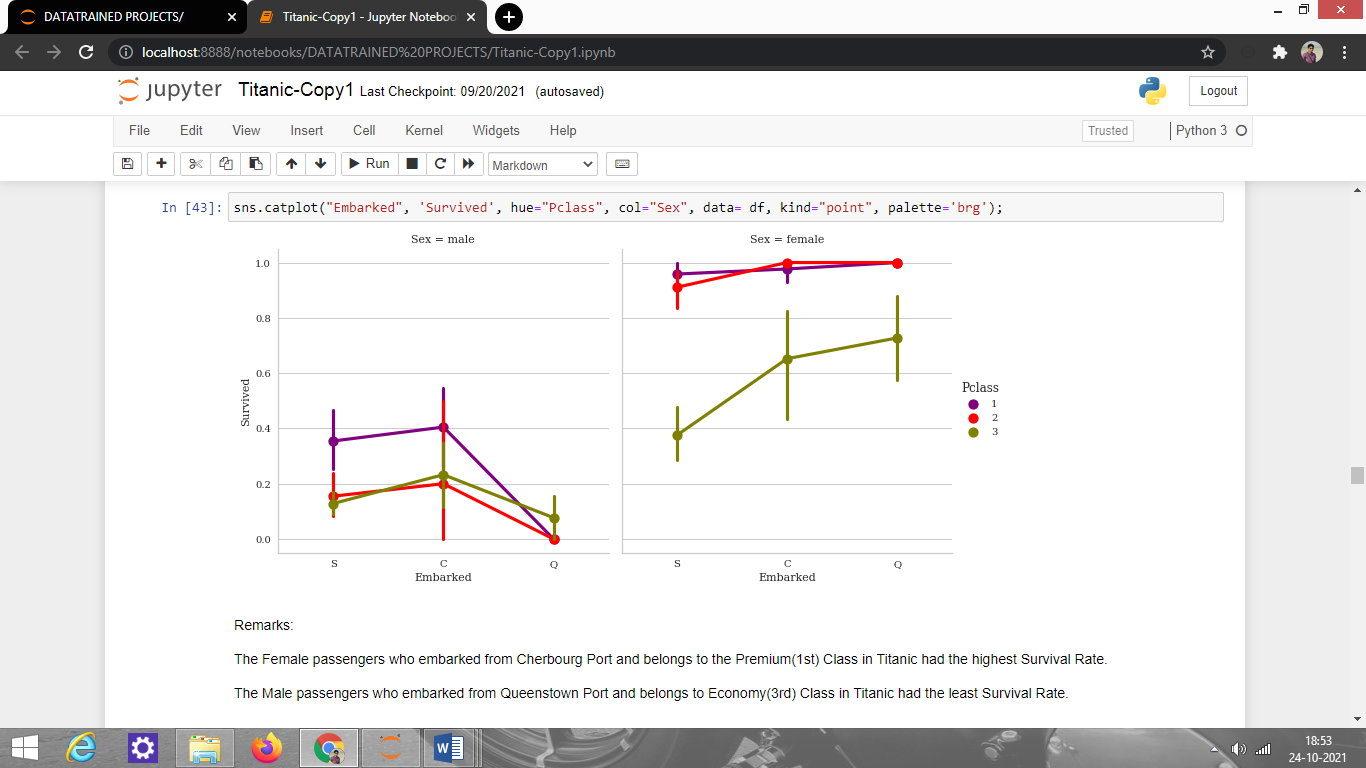 DATATRAINED PROJECTS/
Titanic-Copy1 - Jupyter Noteboo
localhost:8888/notebooks/DATATRAINED%20PROJECTS/Titanic-Copy1.ipynb
jupyter Titanic-Copy1 Last Checkpoint: 09/20/2021 (autosaved)
Logout
File Edit View Insert Cell Kernel Widgets Help
Trusted
Python 3
Run
Markdown
In [43]: sns.catplot("Embarked", 'Survived', hue="Pclass", col="Sex", data= df, kind="point", palette='brg');
Sex = male
Sex = female
1.0
0.8
0.6
0.4
0.2
0.0
Survived
S C Q
Embarked
S C Q
Embarked
Pclass
1
2
3
Remarks:
The Female passengers who embarked from Cherbourg Port and belongs to the Premium(1st) Class in Titanic had the highest Survival Rate.
The Male passengers who embarked from Queenstown Port and belongs to Economy(3rd) Class in Titanic had the least Survival Rate.
W
18:53
24-10-2021